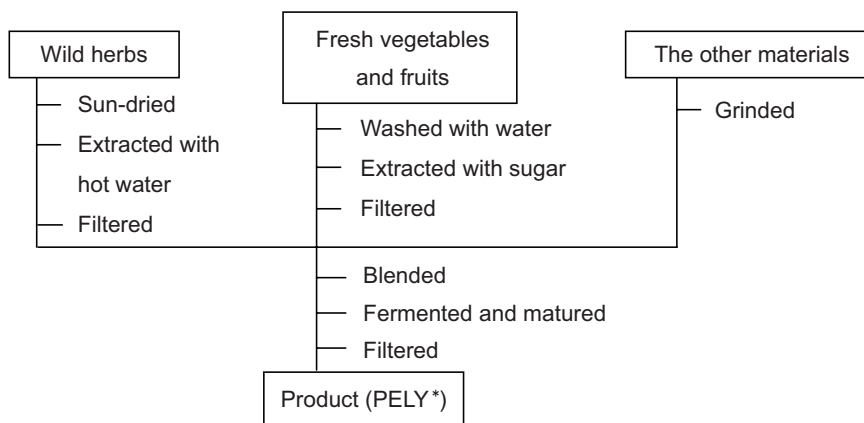 Wild herbs
Sun-dried
Extracted with
hot water
Filtered
Fresh vegetables
and fruits
Washed with water
Extracted with sugar
Filtered
The other materials
Grinded
Blended
Fermented and matured
Filtered
Product (PELY*)